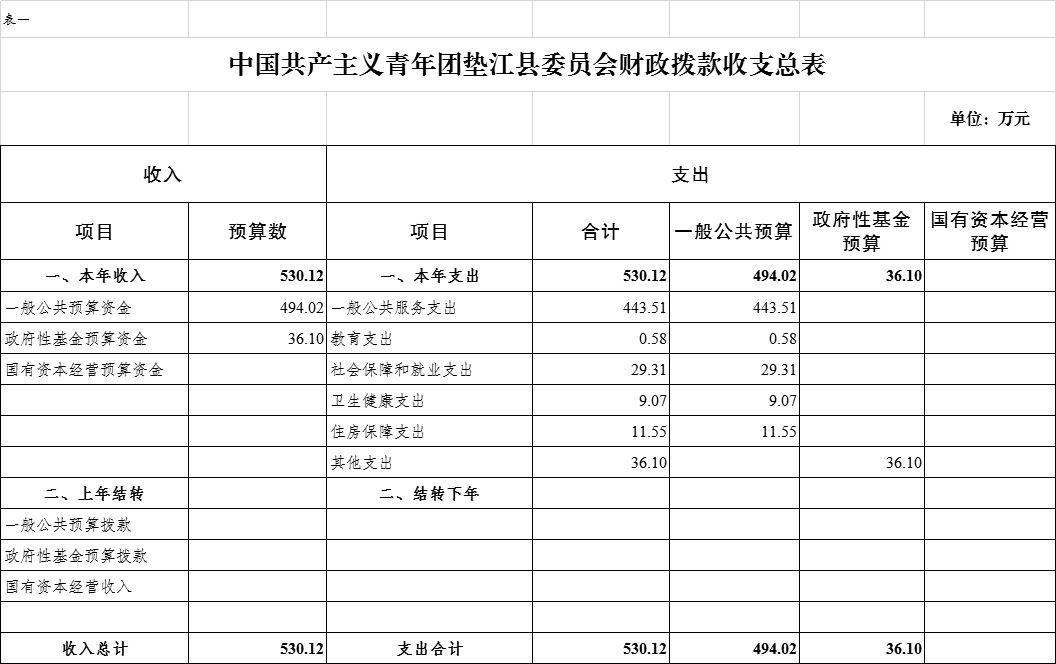 表一
中国共产主义青年团垫江县委员会财政拨款收支总表
单位：万元
收入 支出
项目 预算数 项目 合计 一般公共预算 政府性基金预算 国有资本经营预算
一、本年收入 530.12 一、本年支出 530.12 494.02 36.10
一般公共预算资金 494.02 一般公共服务支出 443.51 443.51
政府性基金预算资金 36.10 教育支出 0.58 0.58
国有资本经营预算资金 社会保障和就业支出 29.31 29.31
卫生健康支出 9.07 9.07
住房保障支出 11.55 11.55
其他支出 36.10 36.10
二、上年结转 二、结转下年
一般公共预算拨款
政府性基金预算拨款
国有资本经营收入
收入总计 530.12 支出合计 530.12 494.02 36.10